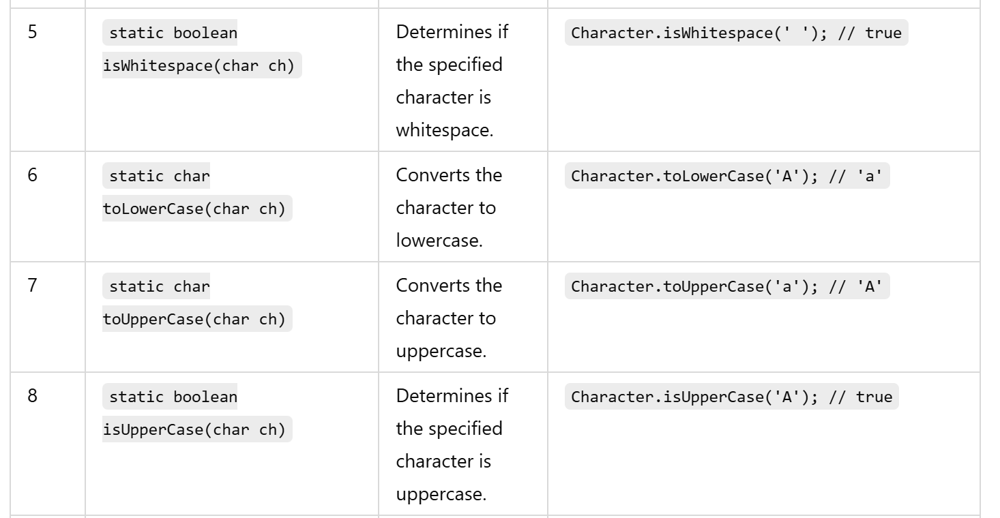 5
static boolean
isWhitespace(char ch)
Determines if
the specified
character is
whitespace.
Character.isWhitespace(' '); // true
6
static char
toLowerCase(char ch)
Converts the
character to
lowercase.
Character.toLowerCase('A'); // 'a'
7
static char
toUpperCase(char ch)
Converts the
character to
uppercase.
Character.toUpperCase('a'); // 'A'
8
static boolean
isUpperCase(char ch)
Determines if
the specified
character is
uppercase.
Character.isUpperCase('A'); // true